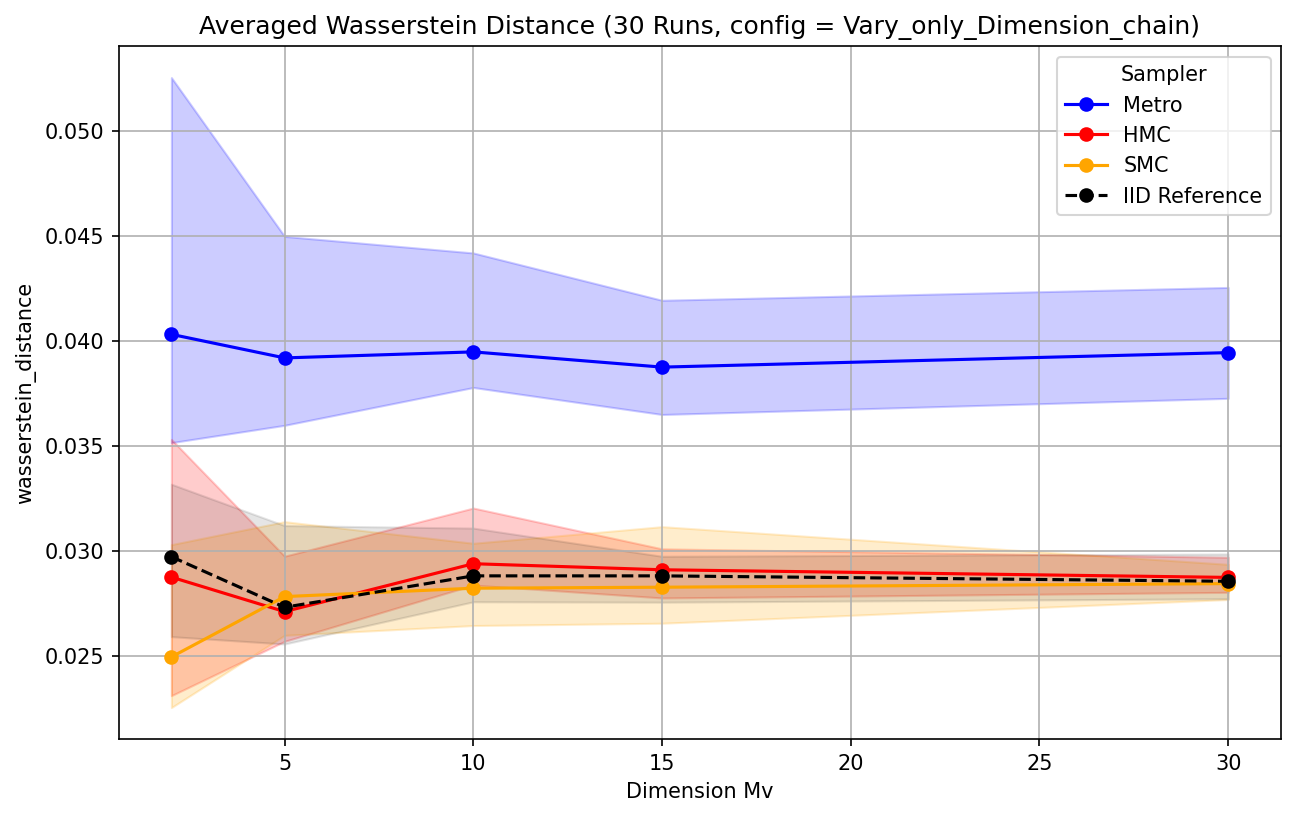 Averaged Wasserstein Distance (30 Runs, config = Vary_only_Dimension_chain)
Sampler
Metro
HMC
SMC
IID Reference
wasserstein_distance
0.050
0.045
0.040
0.035
0.030
0.025
5 10 15 20 25 30
Dimension Mv